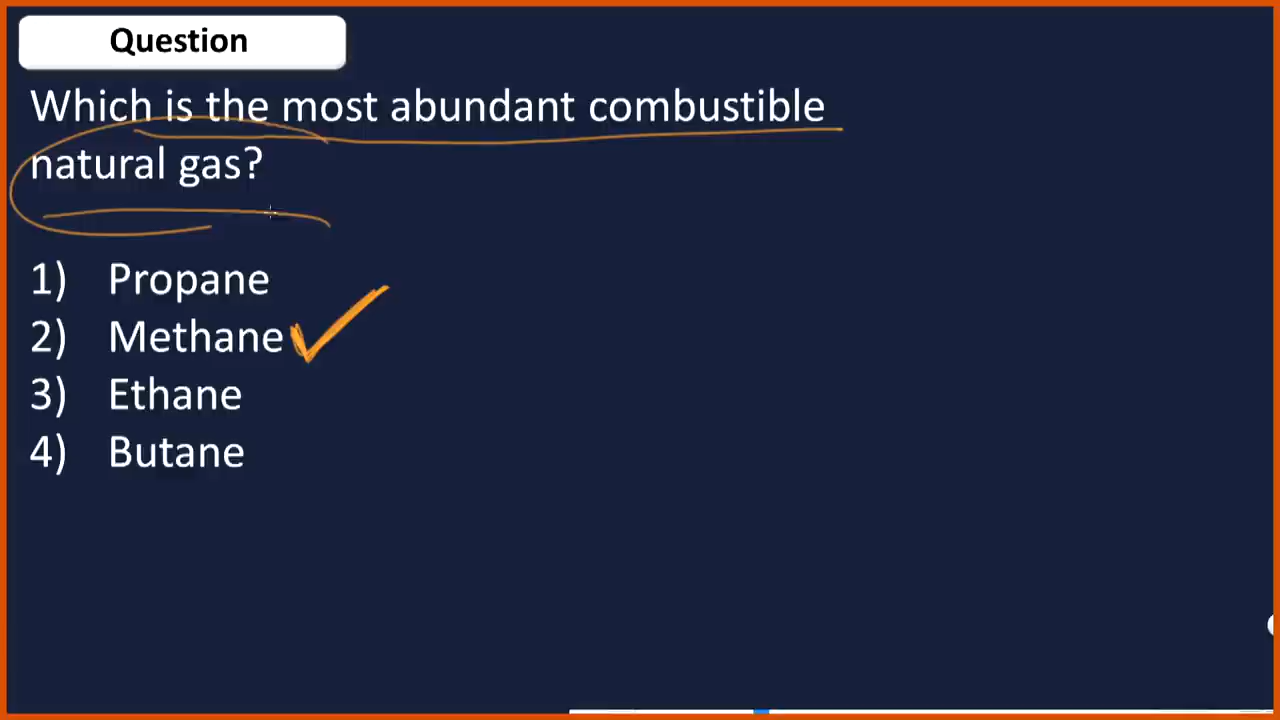 Question
Which is the most abundant combustible
natural gas?
1) Propane
2) Methane
3) Ethane
4) Butane